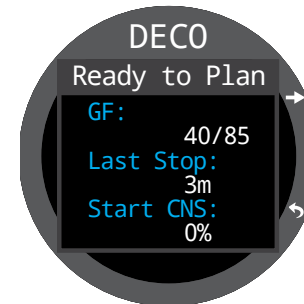 DECO
Ready to Plan
GF:
40/85
Last Stop:
3m
Start CNS:
0%